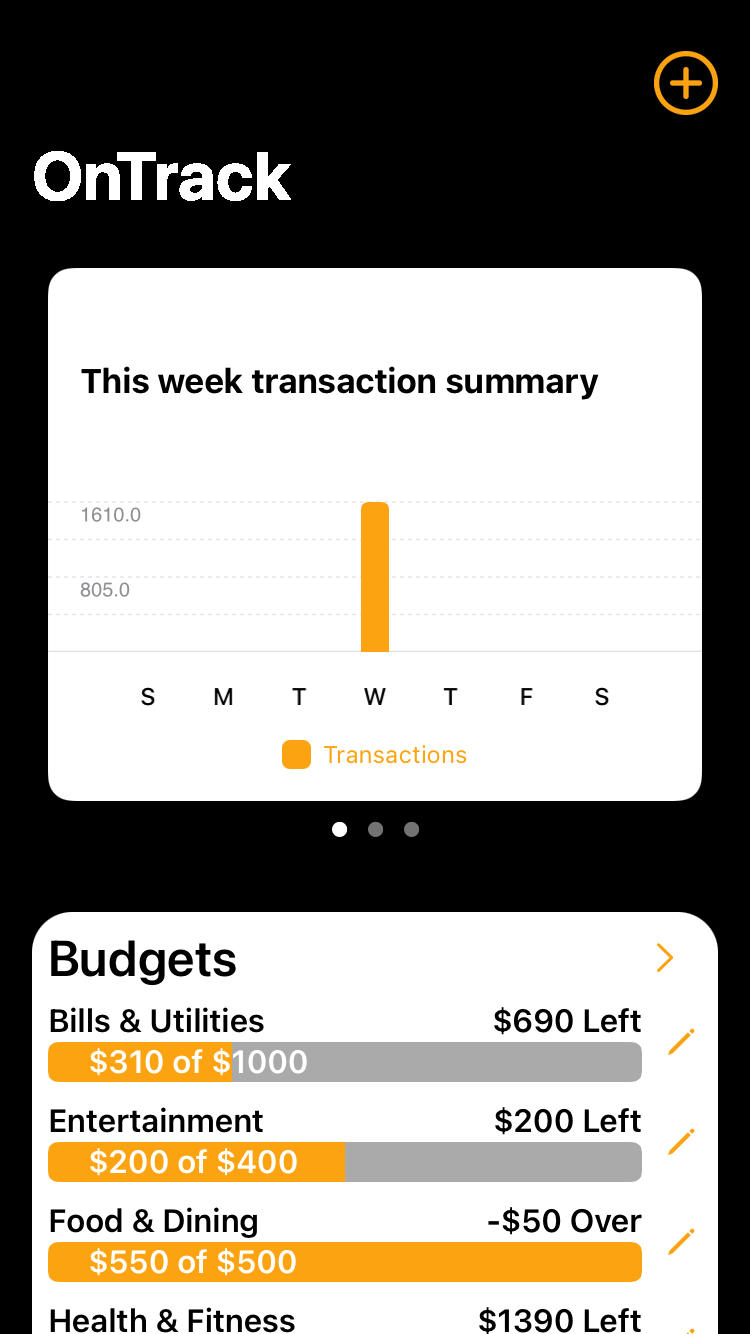 OnTrack
This week transaction summary
1610.0
805.0
S M T W T F S
Transactions
Budgets
Bills & Utilities $690 Left
$310 of $1000
Entertainment $200 Left
$200 of $400
Food & Dining -$50 Over
$550 of $500
Health & Fitness $1390 Left